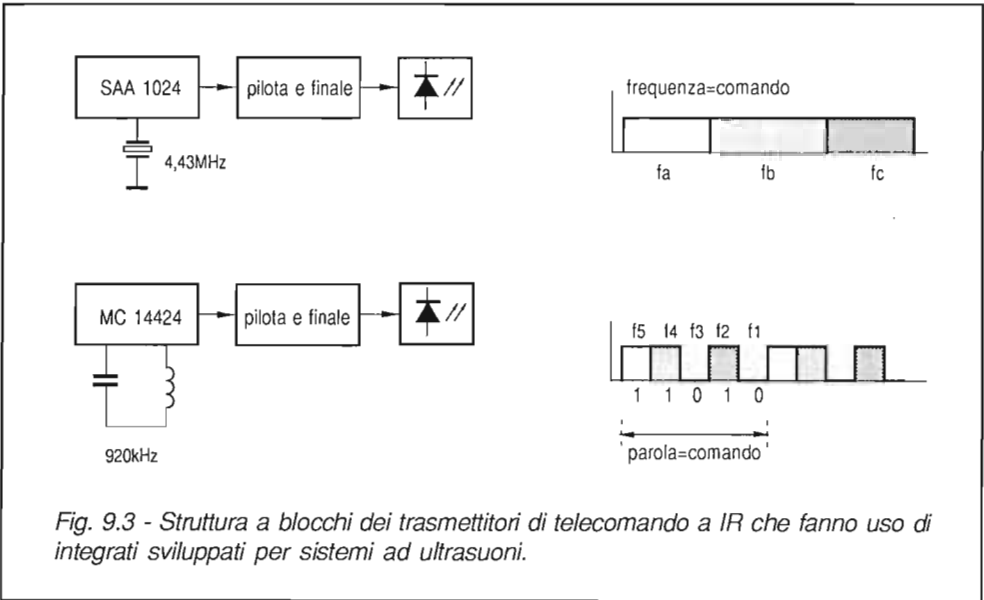 SAA 1024
pilota e finale
4,43MHz
frequenza=comando
fa fb fc
MC 14424
pilota e finale
920kHz
f5 f4 f3 f2 f1
1 1 0 1 0
parola=comando
Fig. 9.3 - Struttura a blocchi dei trasmettitori di telecomando a IR che fanno uso di
integrati sviluppati per sistemi ad ultrasuoni.